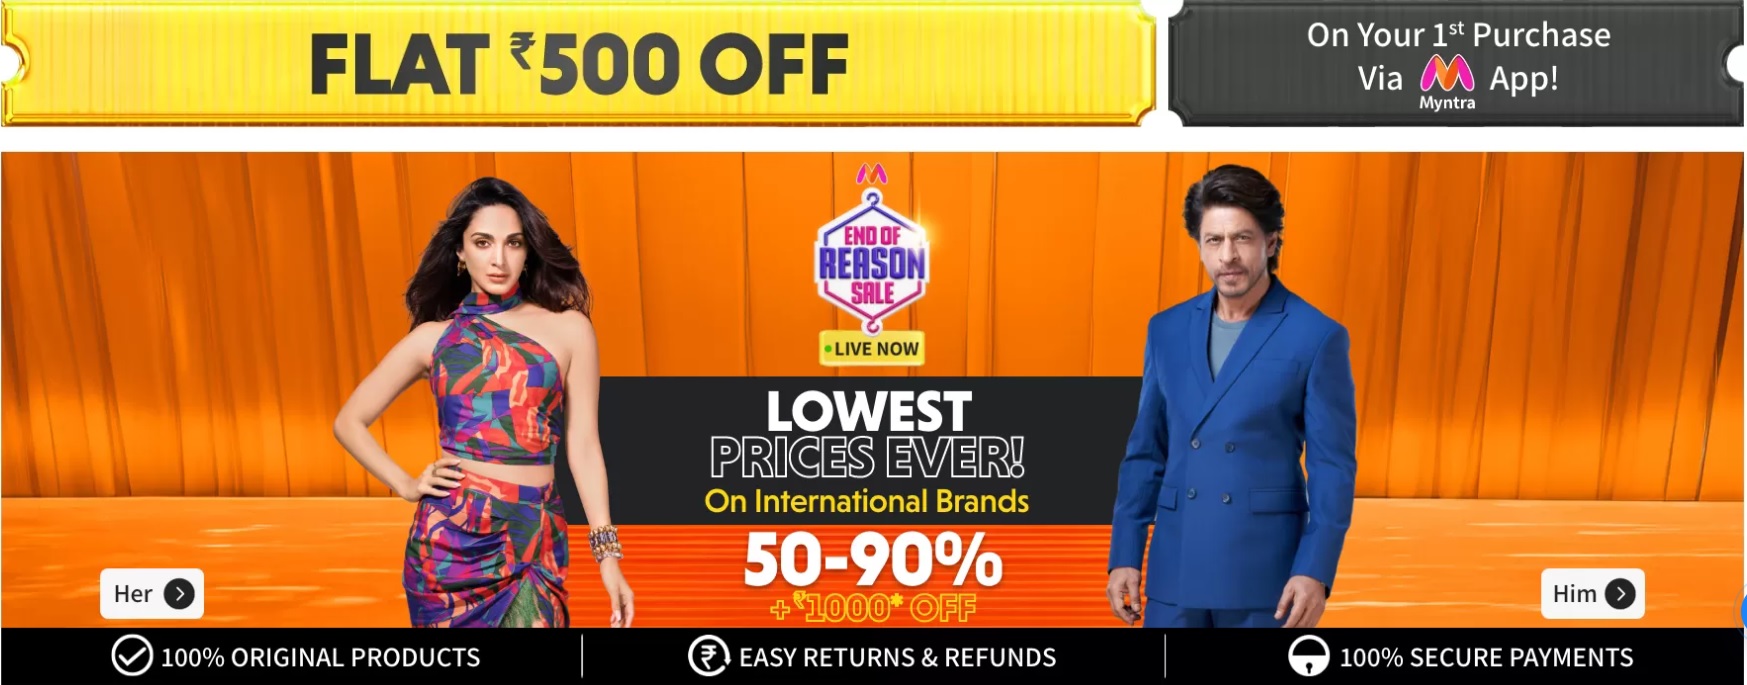 FLAT ₹500 OFF
On Your 1st Purchase
Via Myntra App!
END OF
REASON
SALE
LIVE NOW
LOWEST
PRICES EVER!
On International Brands
50-90%
+₹1000* OFF
Her
Him
100% ORIGINAL PRODUCTS
EASY RETURNS & REFUNDS
100% SECURE PAYMENTS